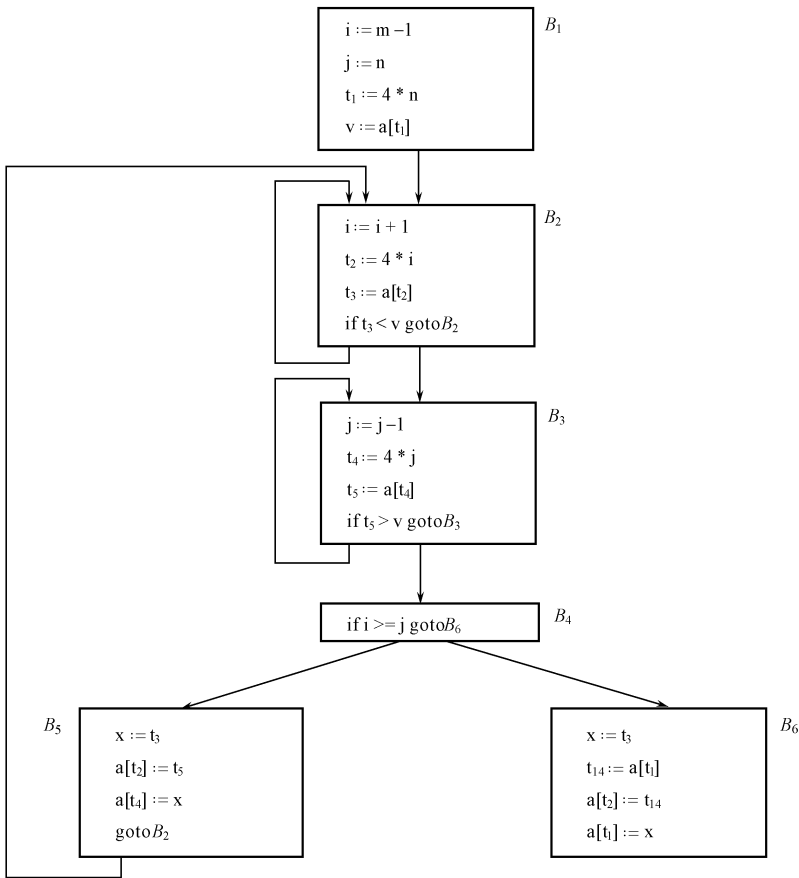 B₁
i := m –1
j := n
t₁ := 4 * n
v := a[t₁]
B₂
i := i + 1
t₂ := 4 * i
t₃ := a[t₂]
if t₃ < v goto B₂
B₃
j := j –1
t₄ := 4 * j
t₅ := a[t₄]
if t₅ > v goto B₃
B₄
if i >= j goto B₆
B₅
x := t₃
a[t₂] := t₅
a[t₄] := x
goto B₂
B₆
x := t₃
t₁₄ := a[t₁]
a[t₂] := t₁₄
a[t₁] := x